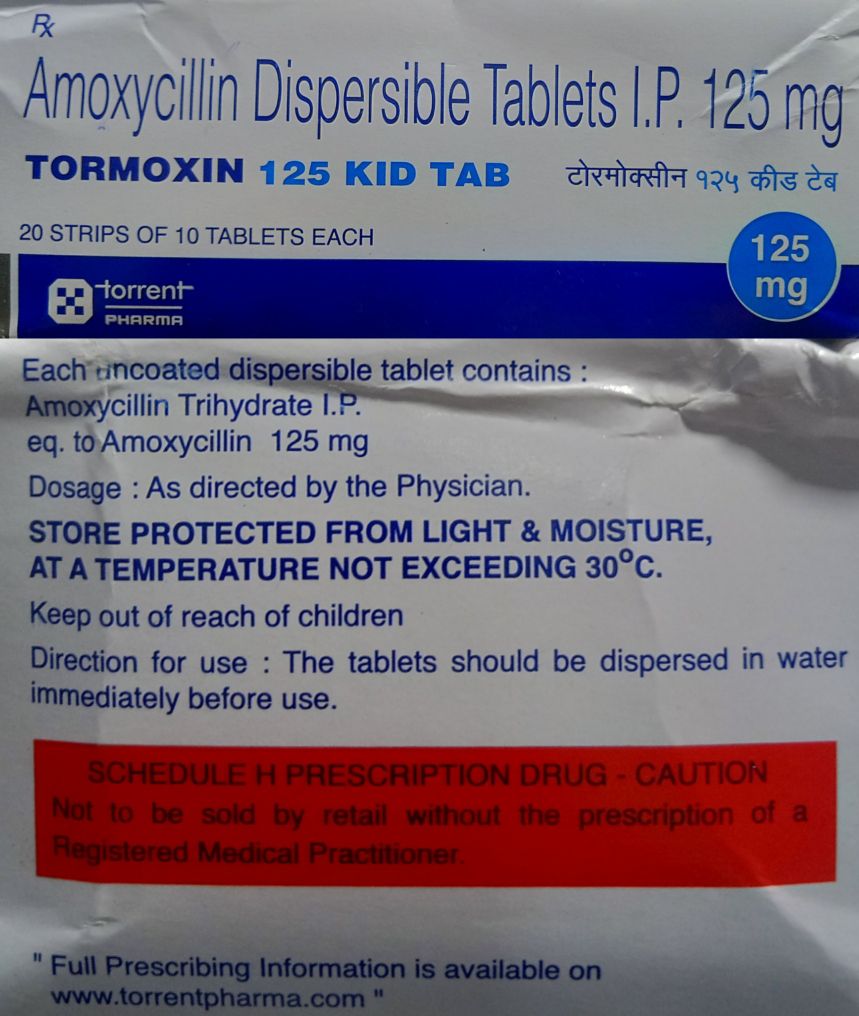 Rx
Amoxycillin Dispersible Tablets I.P. 125 mg
TORMOXIN 125 KID TAB टोरमोक्सीन १२५ कीड टेब
20 STRIPS OF 10 TABLETS EACH
125
mg
torrent
PHARMA
Each uncoated dispersible tablet contains :
Amoxycillin Trihydrate I.P.
eq. to Amoxycillin 125 mg
Dosage : As directed by the Physician.
STORE PROTECTED FROM LIGHT & MOISTURE,
AT A TEMPERATURE NOT EXCEEDING 30°C.
Keep out of reach of children
Direction for use : The tablets should be dispersed in water
immediately before use.
SCHEDULE H PRESCRIPTION DRUG - CAUTION
Not to be sold by retail without the prescription of a
Registered Medical Practitioner.
" Full Prescribing Information is available on
www.torrentpharma.com "